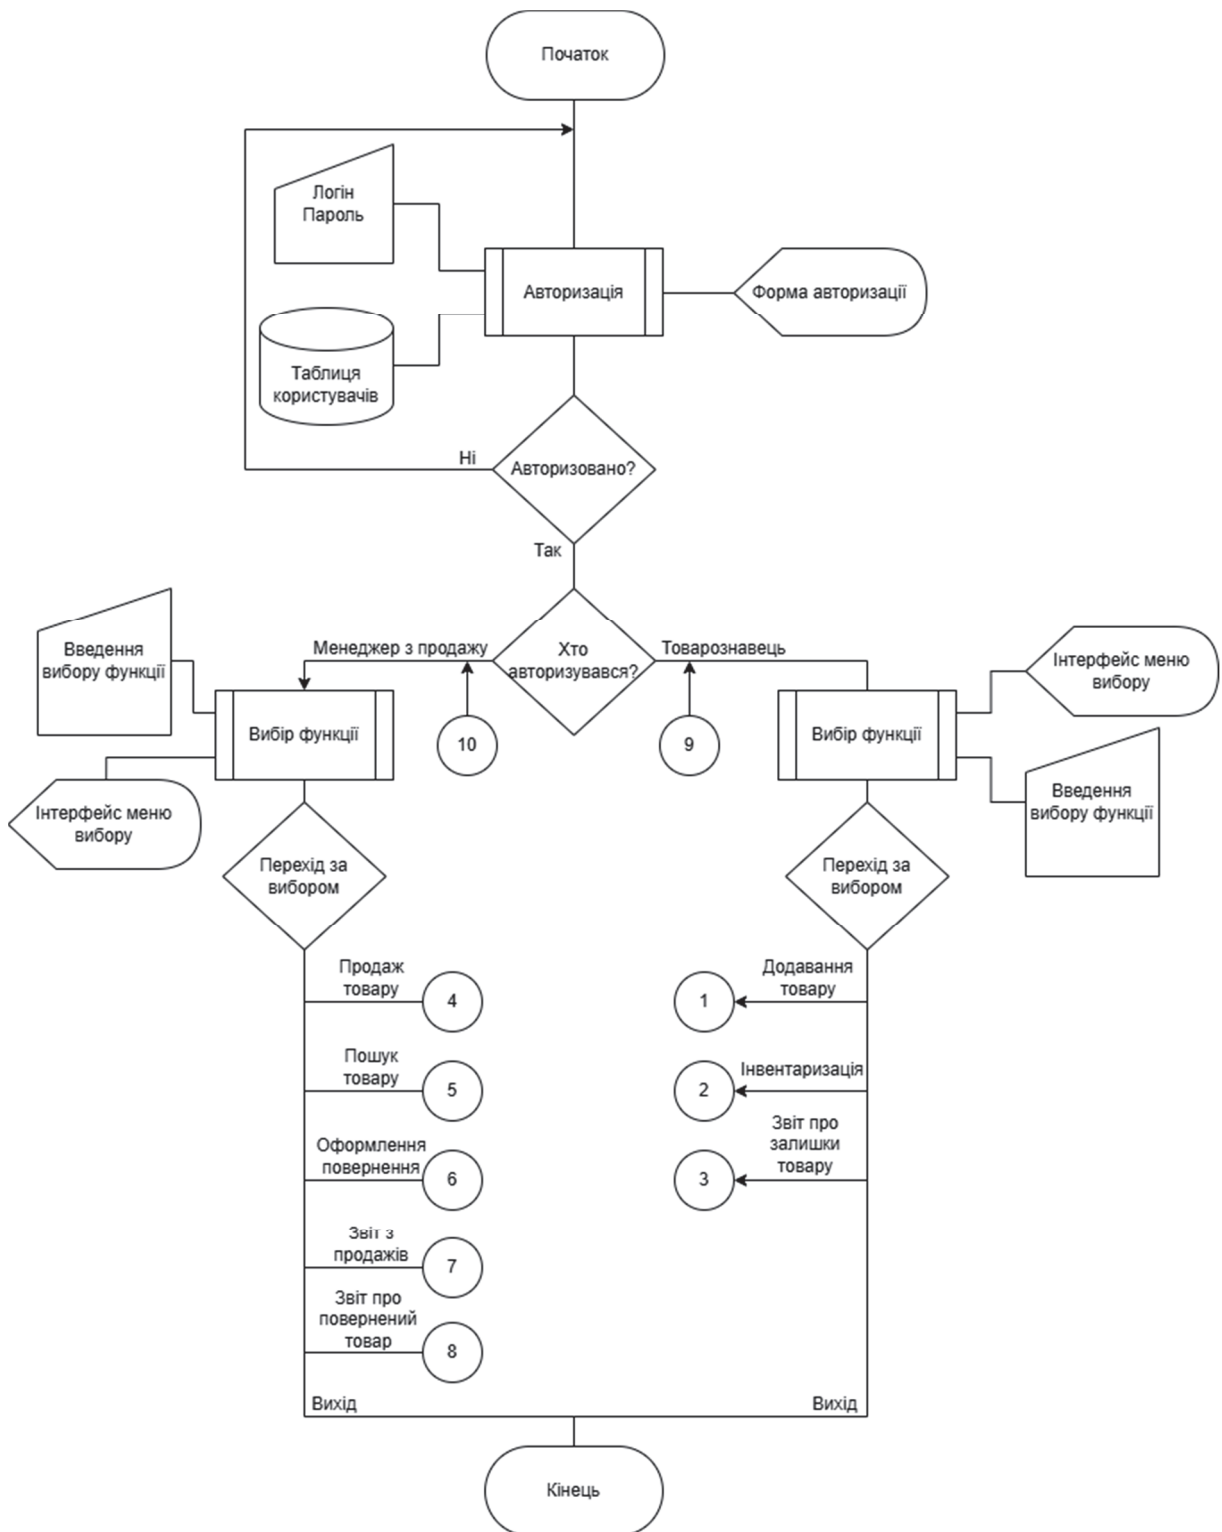 Початок
Логін
Пароль
Авторизація
Форма авторизації
Таблиця
користувачів
Ні
Авторизовано?
Так
Введення
вибору функції
Менеджер з продажу
Хто
авторизувався?
Товарознавець
Інтерфейс меню
вибору
Вибір функції
10
9
Вибір функції
Інтерфейс меню
вибору
Введення
вибору функції
Перехід за
вибором
Перехід за
вибором
Продаж
товару
4
Додавання
товару
1
Пошук
товару
5
Інвентаризація
2
Оформлення
повернення
6
Звіт про
залишки
товару
3
Звіт з
продажів
7
Звіт про
повернений
товар
8
Вихід
Вихід
Кінець